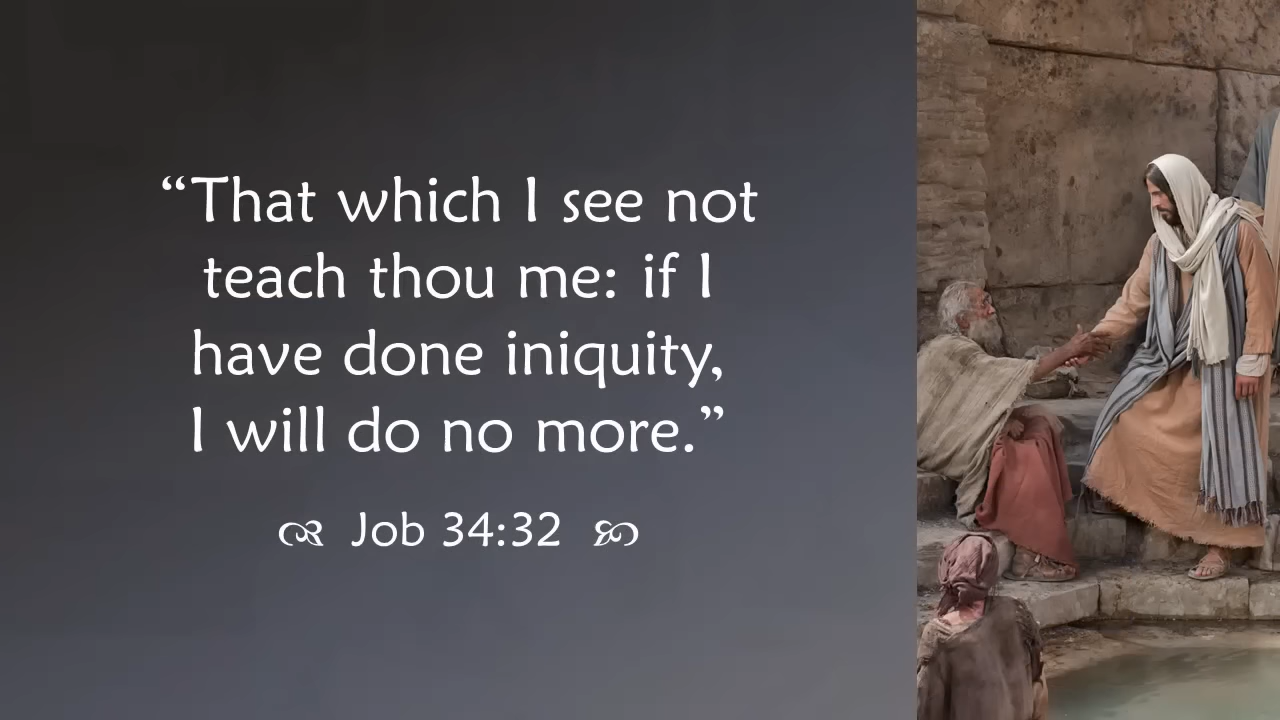 “That which I see not
teach thou me: if I
have done iniquity,
I will do no more.”
Job 34:32